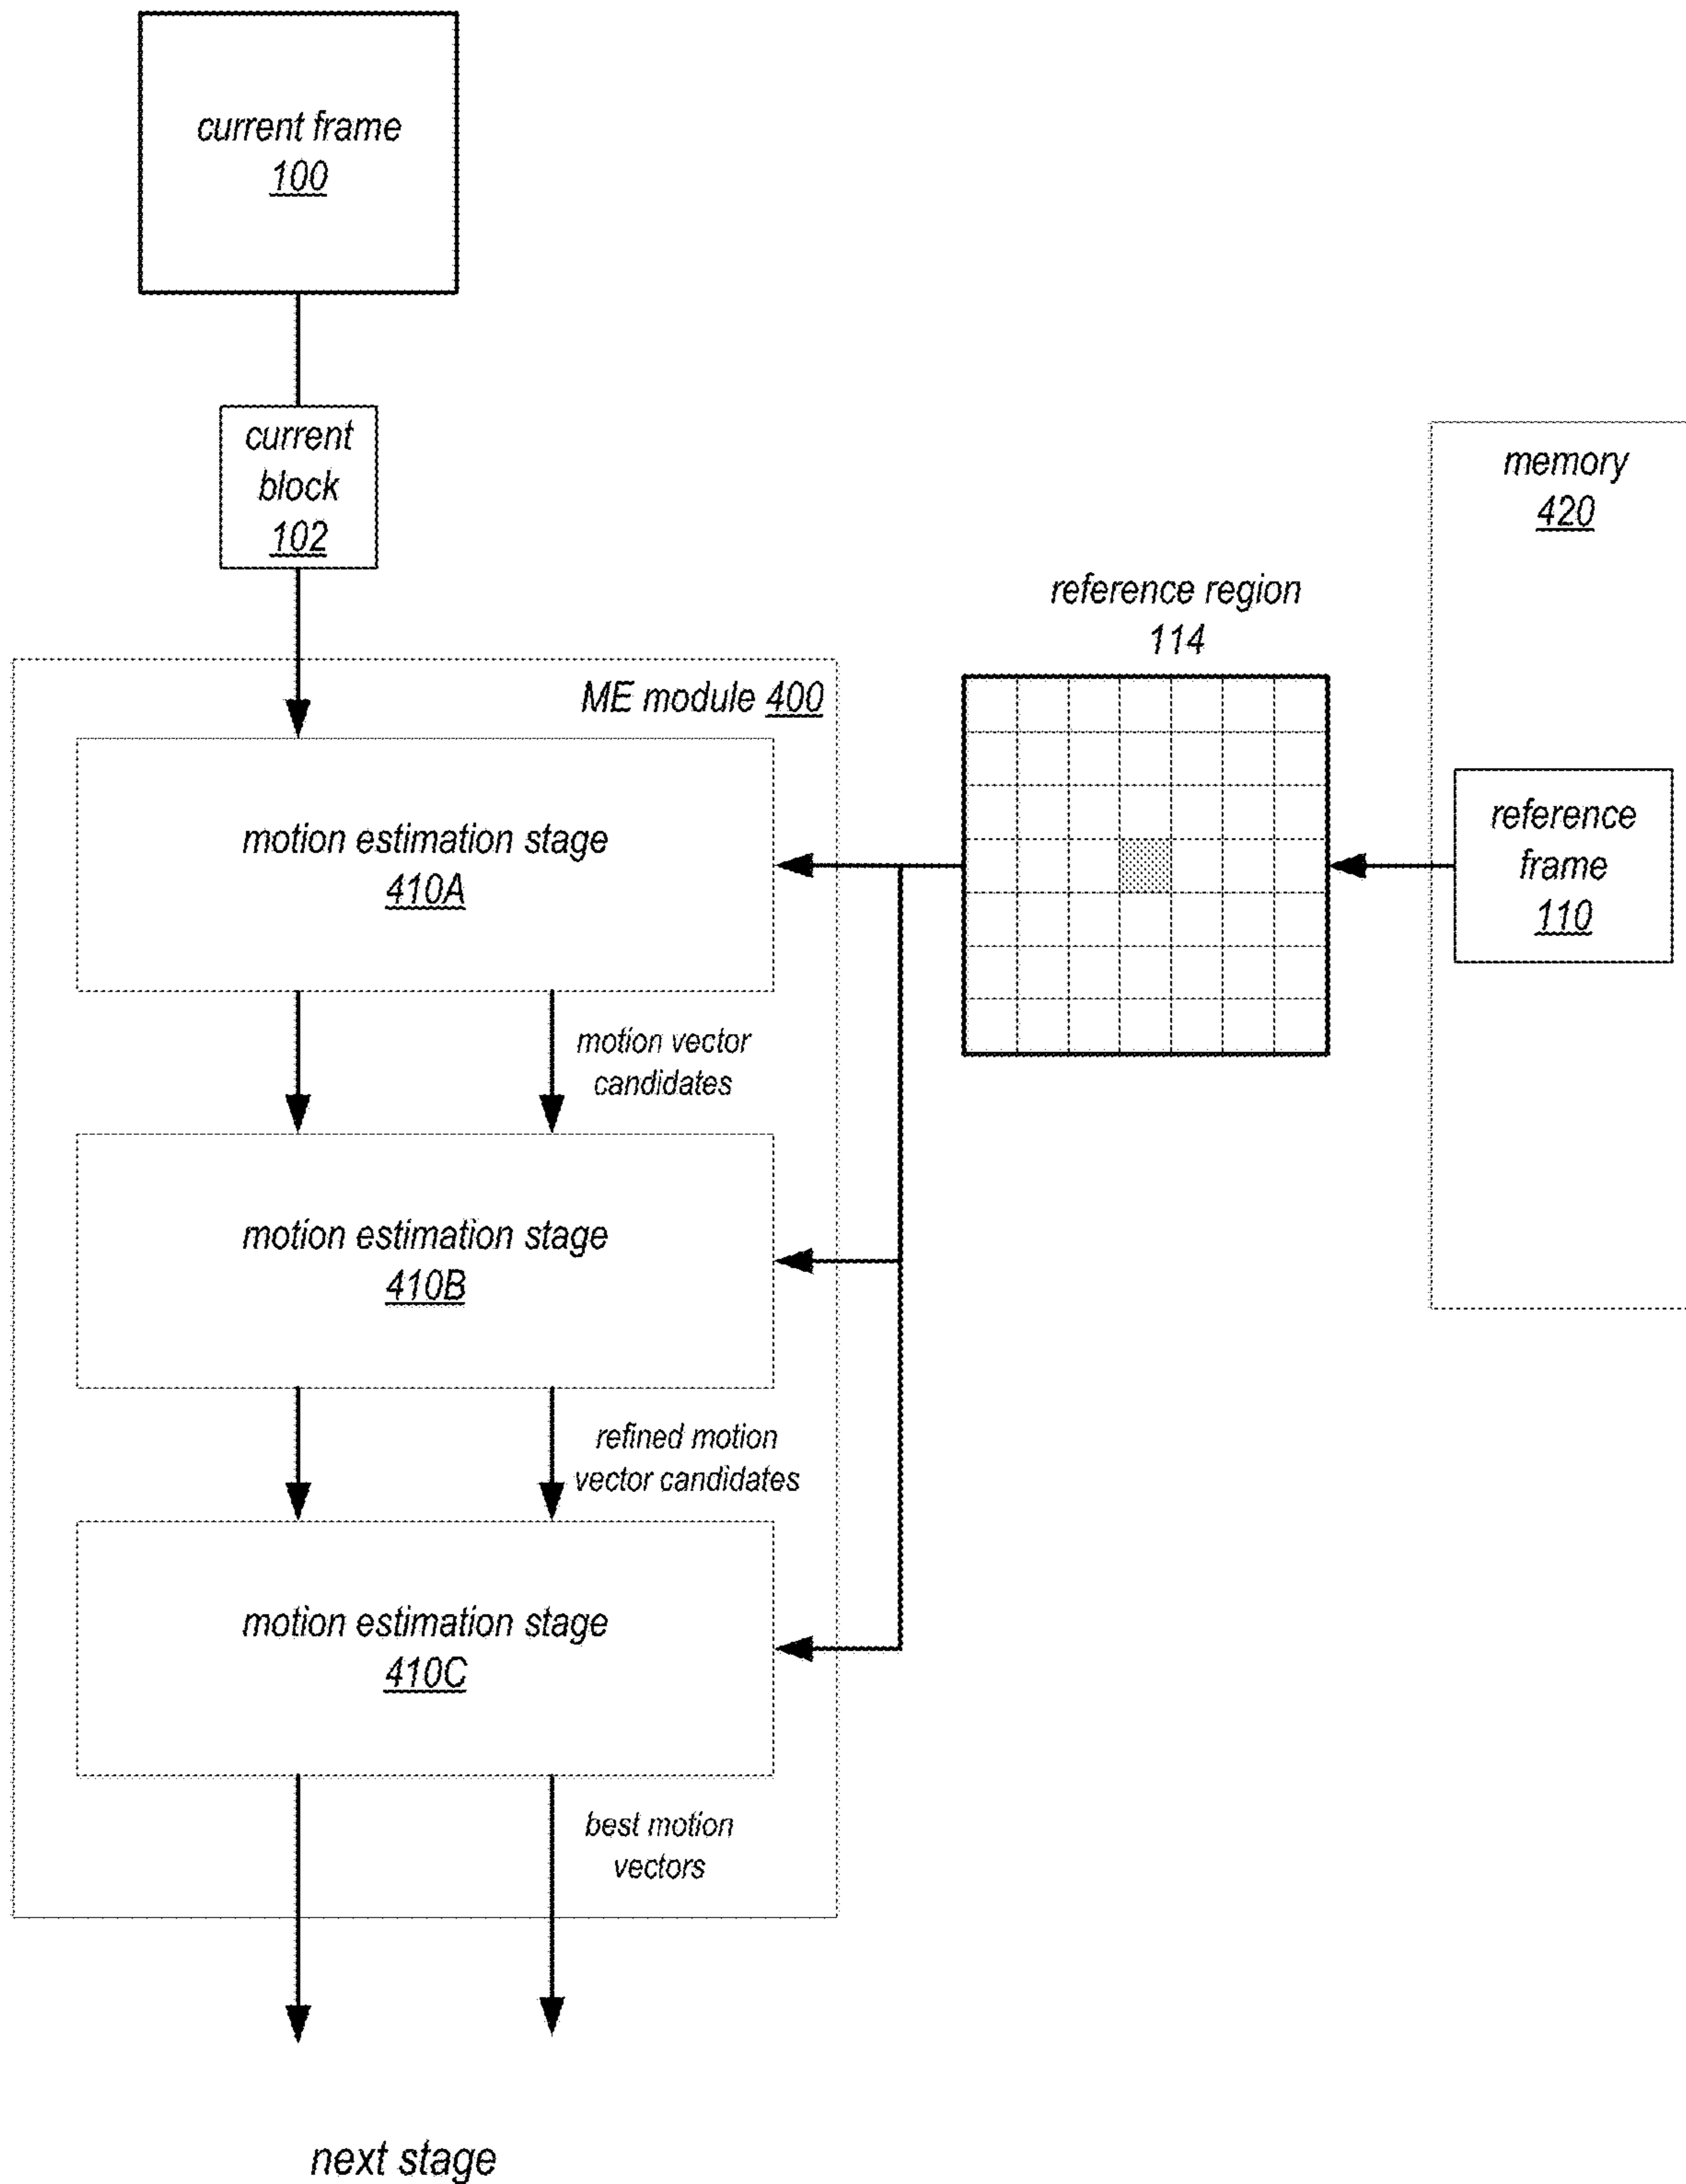 current frame
100
current
block
102
memory
420
reference region
114
ME module 400
motion estimation stage
410A
reference
frame
110
motion vector
candidates
motion estimation stage
410B
refined motion
vector candidates
motion estimation stage
410C
best motion
vectors
next stage